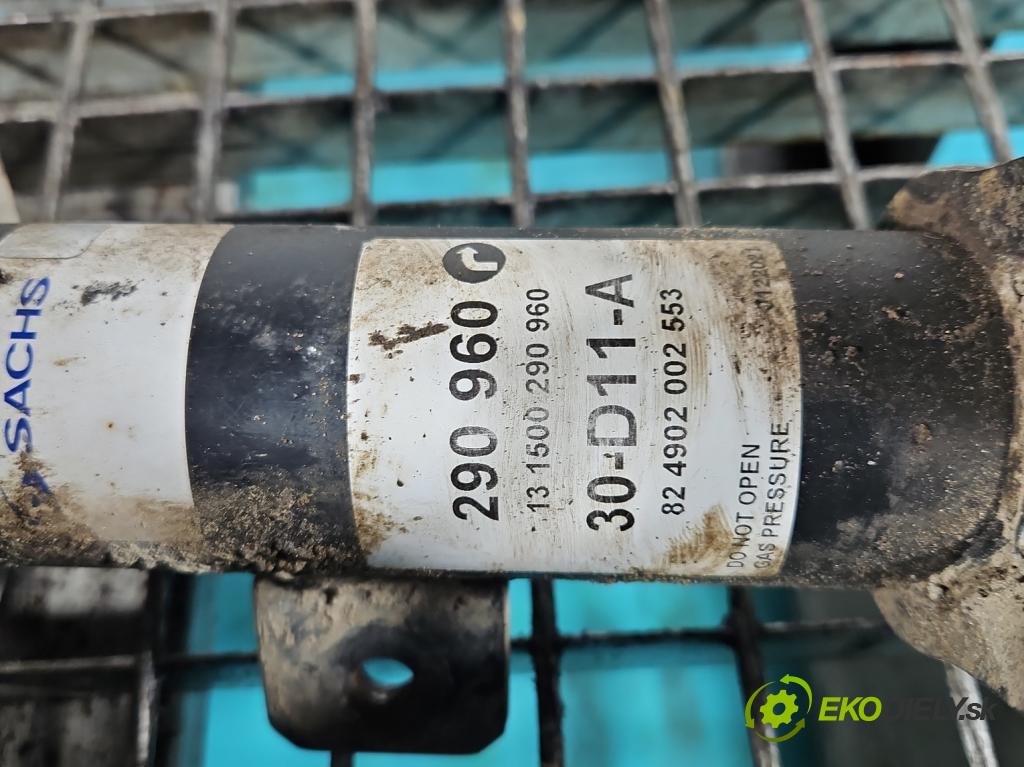 SACHS
290 960
13 1500 290 960
30-D11-A
82 4902 002 553
DO NOT OPEN
GAS PRESSURE
EKODIELY.sk